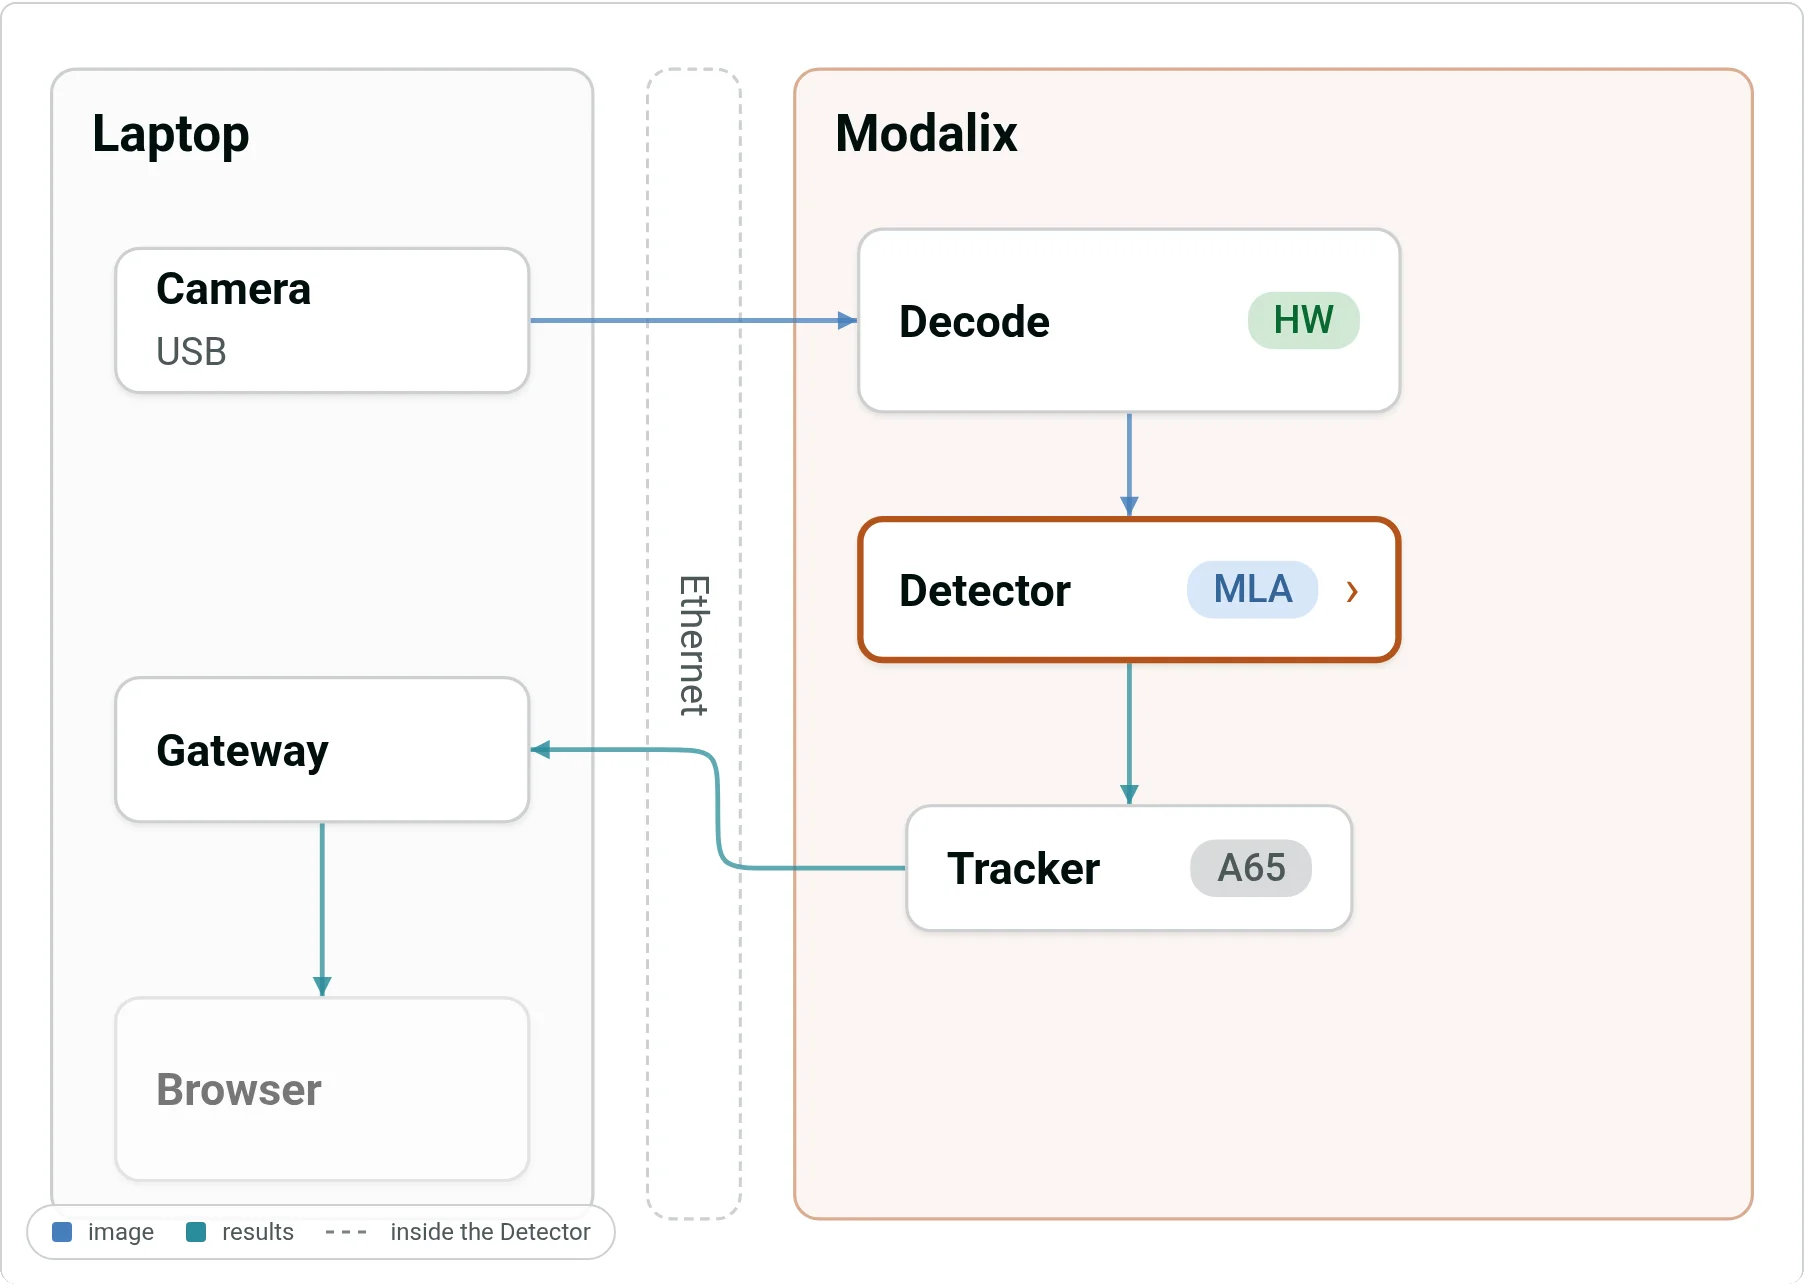 Laptop
Camera
USB
Gateway
Browser
Ethernet
Modalix
Decode
HW
Detector
MLA
›
Tracker
A65
image
results
inside the Detector